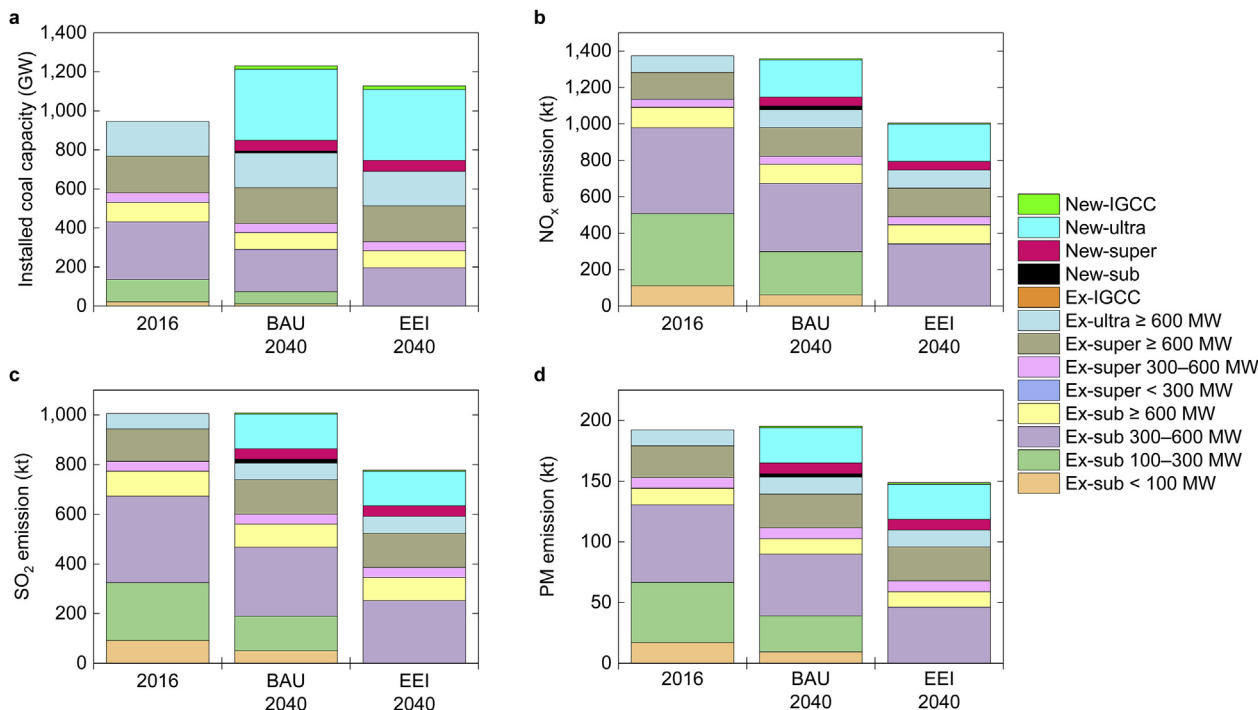 a
1,400
1,200
1,000
800
600
400
200
0
Installed coal capacity (GW)
2016
BAU
2040
EEI
2040
b
1,400
1,200
1,000
800
600
400
200
0
NOx emission (kt)
2016
BAU
2040
EEI
2040
c
1,000
800
600
400
200
0
SO2 emission (kt)
2016
BAU
2040
EEI
2040
d
200
150
100
50
0
PM emission (kt)
2016
BAU
2040
EEI
2040
New-IGCC
New-ultra
New-super
New-sub
Ex-IGCC
Ex-ultra ≥ 600 MW
Ex-super ≥ 600 MW
Ex-super 300–600 MW
Ex-super < 300 MW
Ex-sub ≥ 600 MW
Ex-sub 300–600 MW
Ex-sub 100–300 MW
Ex-sub < 100 MW